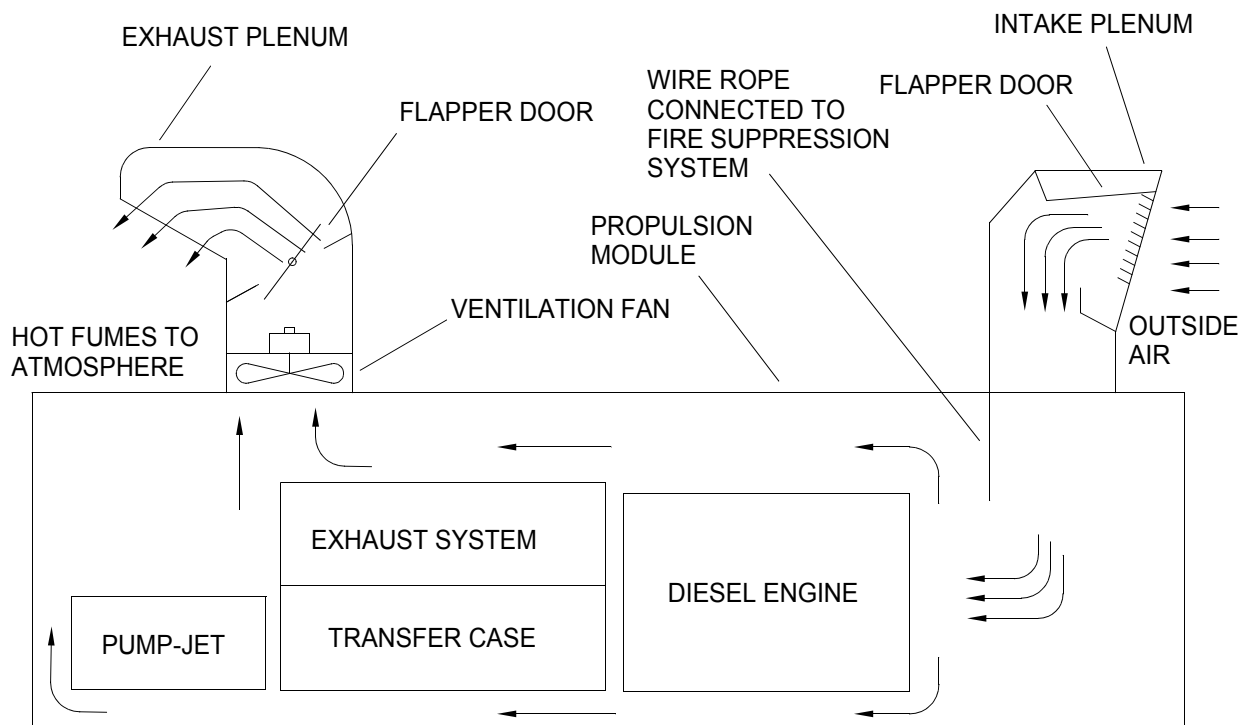 EXHAUST PLENUM
INTAKE PLENUM
WIRE ROPE
CONNECTED TO
FIRE SUPPRESSION
SYSTEM
FLAPPER DOOR
FLAPPER DOOR
PROPULSION
MODULE
VENTILATION FAN
HOT FUMES TO
ATMOSPHERE
OUTSIDE
AIR
EXHAUST SYSTEM
DIESEL ENGINE
PUMP-JET
TRANSFER CASE